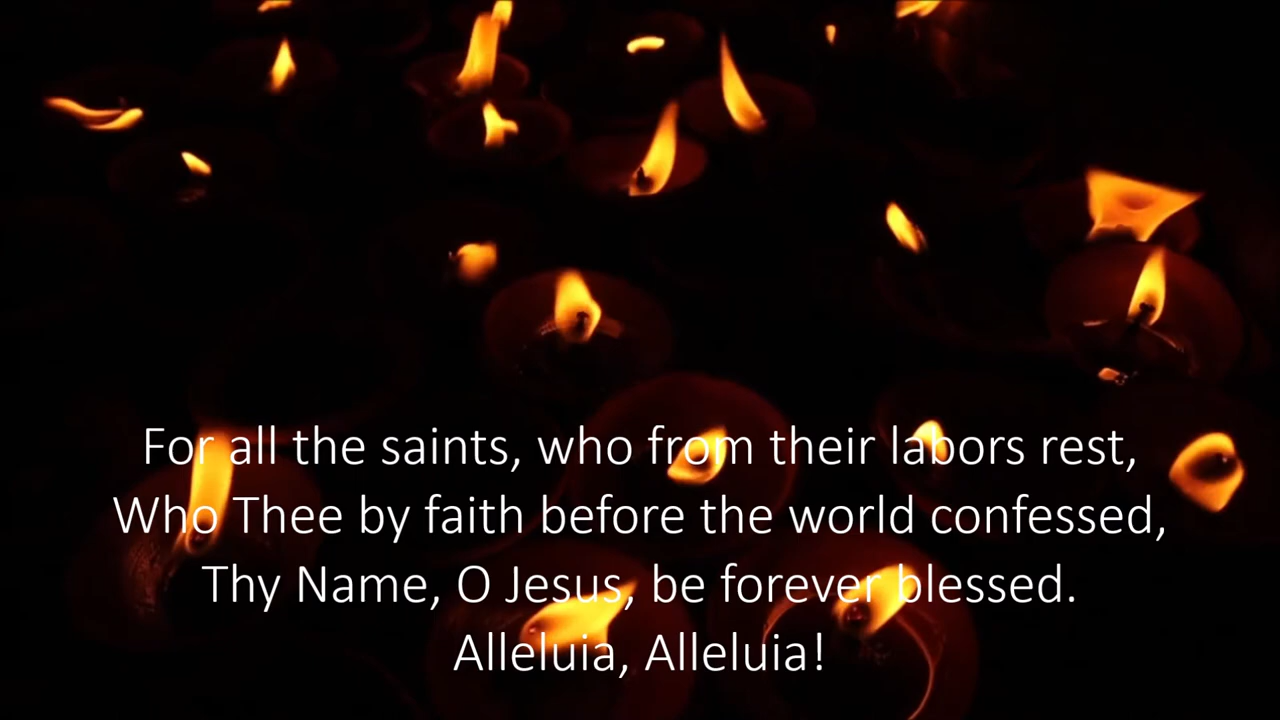 For all the saints, who from their labors rest,
Who Thee by faith before the world confessed,
Thy Name, O Jesus, be forever blessed.
Alleluia, Alleluia!